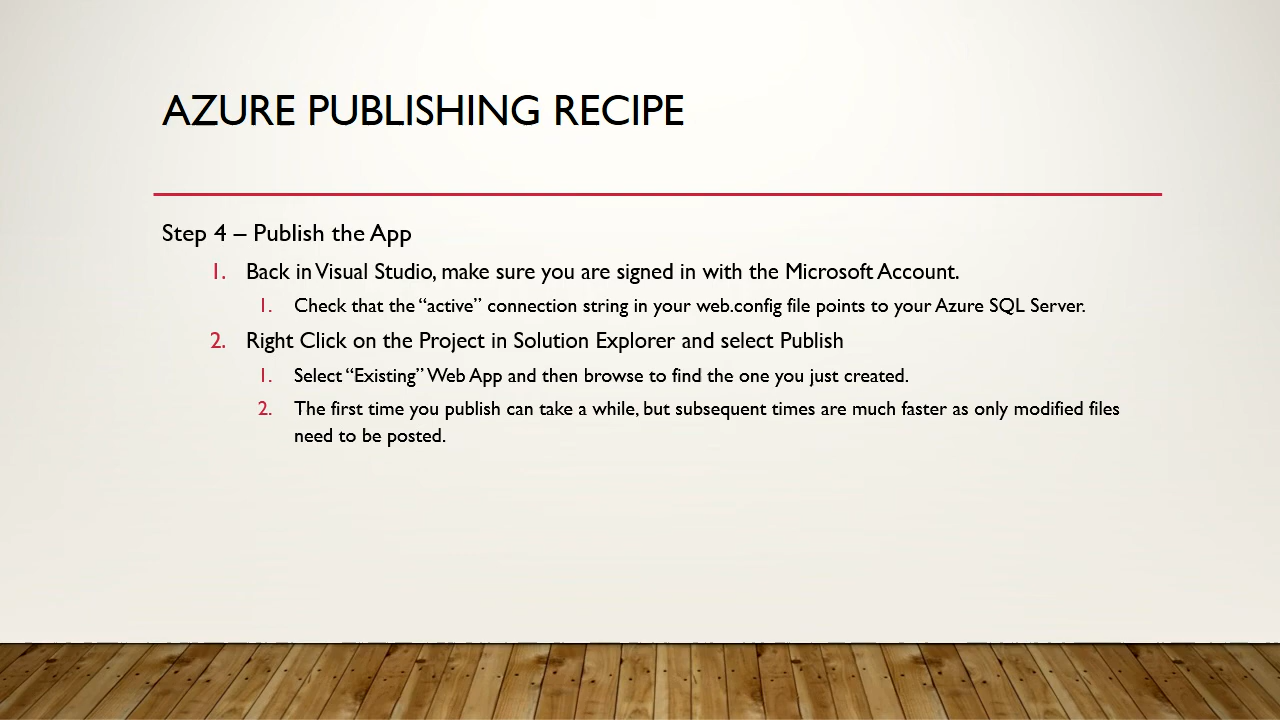 AZURE PUBLISHING RECIPE
Step 4 – Publish the App
1. Back in Visual Studio, make sure you are signed in with the Microsoft Account.
1. Check that the “active” connection string in your web.config file points to your Azure SQL Server.
2. Right Click on the Project in Solution Explorer and select Publish
1. Select “Existing” Web App and then browse to find the one you just created.
2. The first time you publish can take a while, but subsequent times are much faster as only modified files
need to be posted.